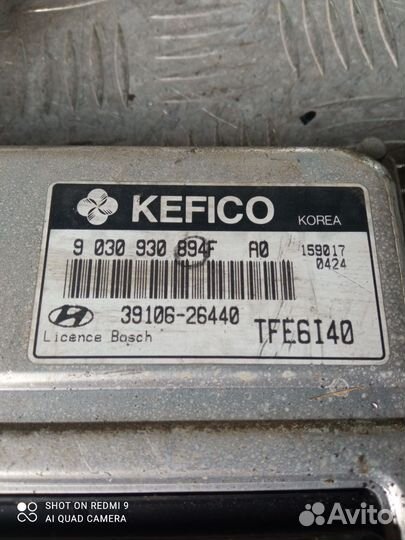 KEFICO KOREA
9 030 930 894F A0 159017
0424
39106-26440
Licence Bosch TFE6I40
SHOT ON REDMI 9
AI QUAD CAMERA
Avito